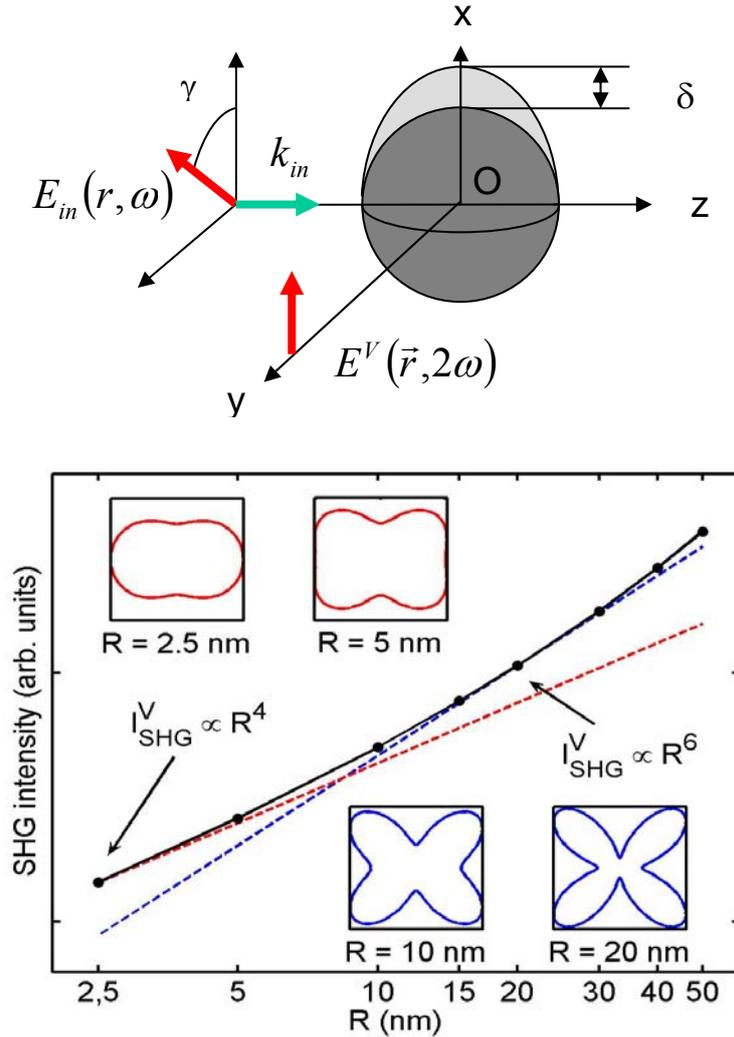 x
γ
δ
k_in
E_in(r, ω)
O
z
E^V(r⃗, 2ω)
y
SHG intensity (arb. units)
R = 2.5 nm
R = 5 nm
I^V_SHG ∝ R^4
I^V_SHG ∝ R^6
R = 10 nm
R = 20 nm
2,5
5
10
15
20
30
40
50
R (nm)